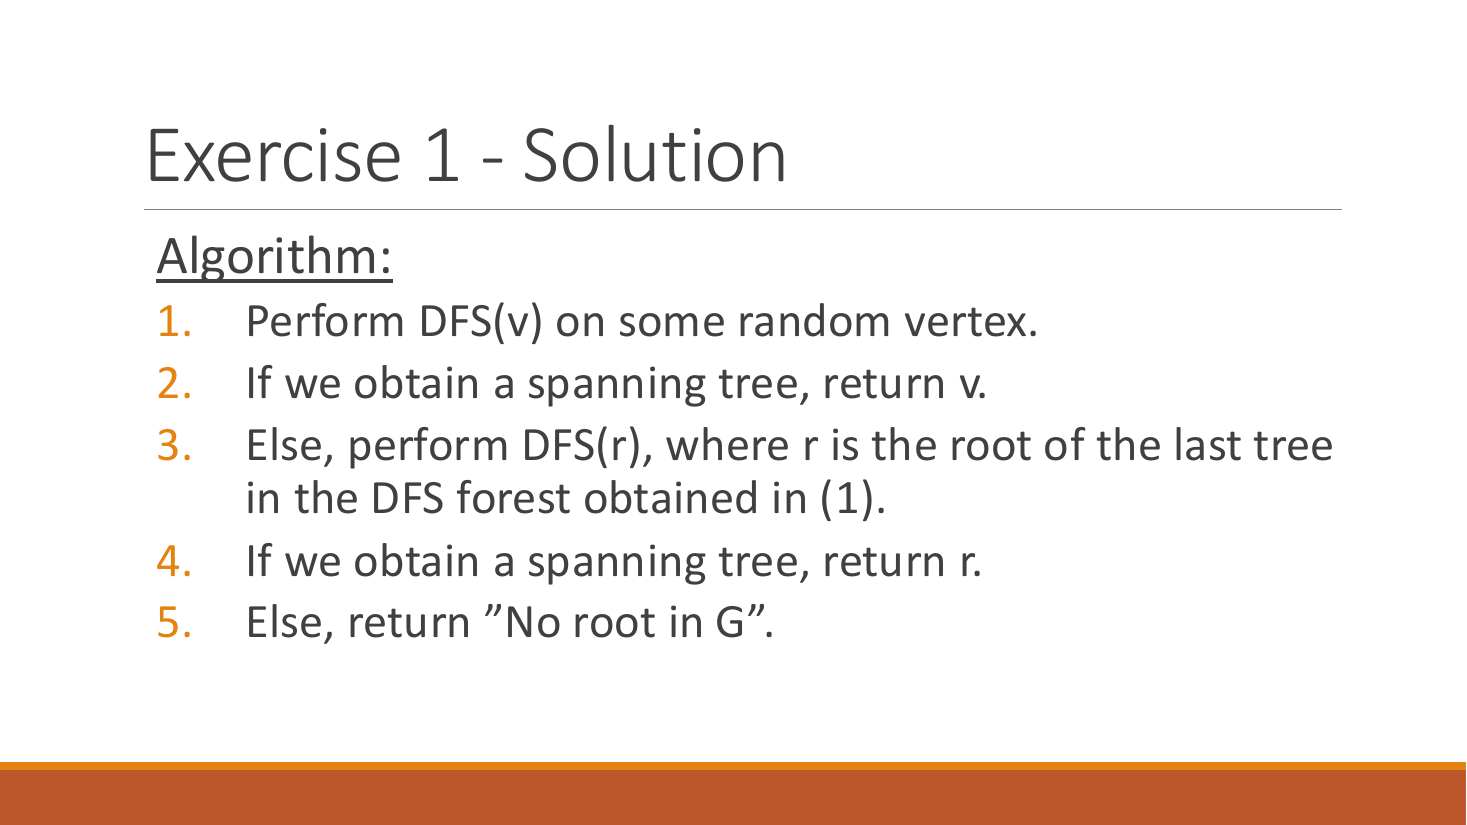 Exercise 1 - Solution
Algorithm:
1. Perform DFS(v) on some random vertex.
2. If we obtain a spanning tree, return v.
3. Else, perform DFS(r), where r is the root of the last tree
in the DFS forest obtained in (1).
4. If we obtain a spanning tree, return r.
5. Else, return ”No root in G”.